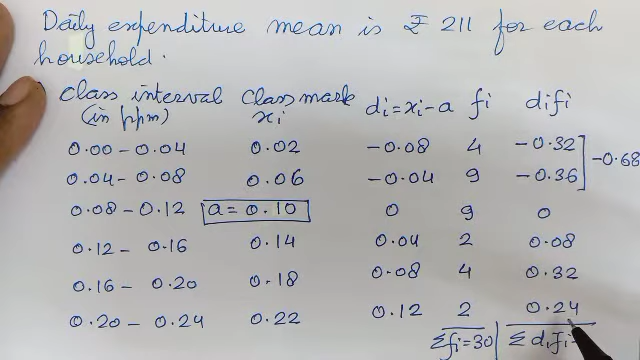 Daily expenditure mean is ₹ 211 for each
household.
) Class interval Class mark di=xi-a fi difi
(in ppm) xi
0.00-0.04 0.02 -0.08 4 -0.32
0.04-0.08 0.06 -0.04 9 -0.36 ] -0.68
0.08-0.12 a=0.10 0 9 0
0.12-0.16 0.14 0.04 2 0.08
0.16-0.20 0.18 0.08 4 0.32
0.20-0.24 0.22 0.12 2 0.24
Σfi=30 Σdifi=